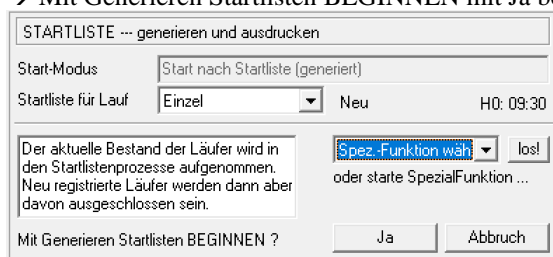 Mit Generieren Startlisten BEGINNEN mit Ja
STARTLISTE --- generieren und ausdrucken
Start-Modus Start nach Startliste (generiert)
Startliste für Lauf Einzel Neu H0: 09:30
Der aktuelle Bestand der Läufer wird in
den Startlistenprozesse aufgenommen.
Neu registrierte Läufer werden dann aber
davon ausgeschlossen sein.
Spez.-Funktion wäh los!
oder starte SpezialFunktion ...
Mit Generieren Startlisten BEGINNEN ? Ja Abbruch